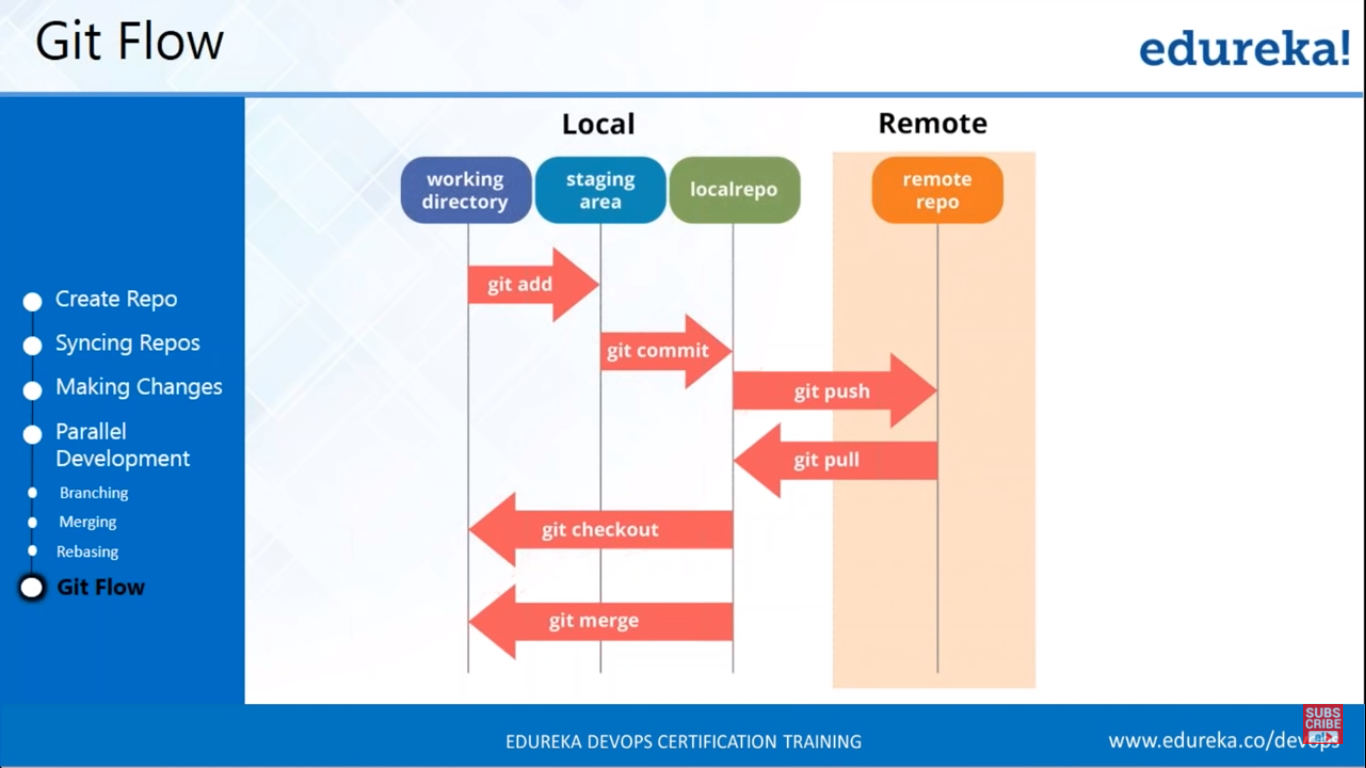 Git Flow
edureka!
Create Repo
Syncing Repos
Making Changes
Parallel
Development
Branching
Merging
Rebasing
Git Flow
Local
Remote
working
directory
staging
area
localrepo
remote
repo
git add
git commit
git push
git pull
git checkout
git merge
EDUREKA DEVOPS CERTIFICATION TRAINING
www.edureka.co/devops
SUBS
CRIBE